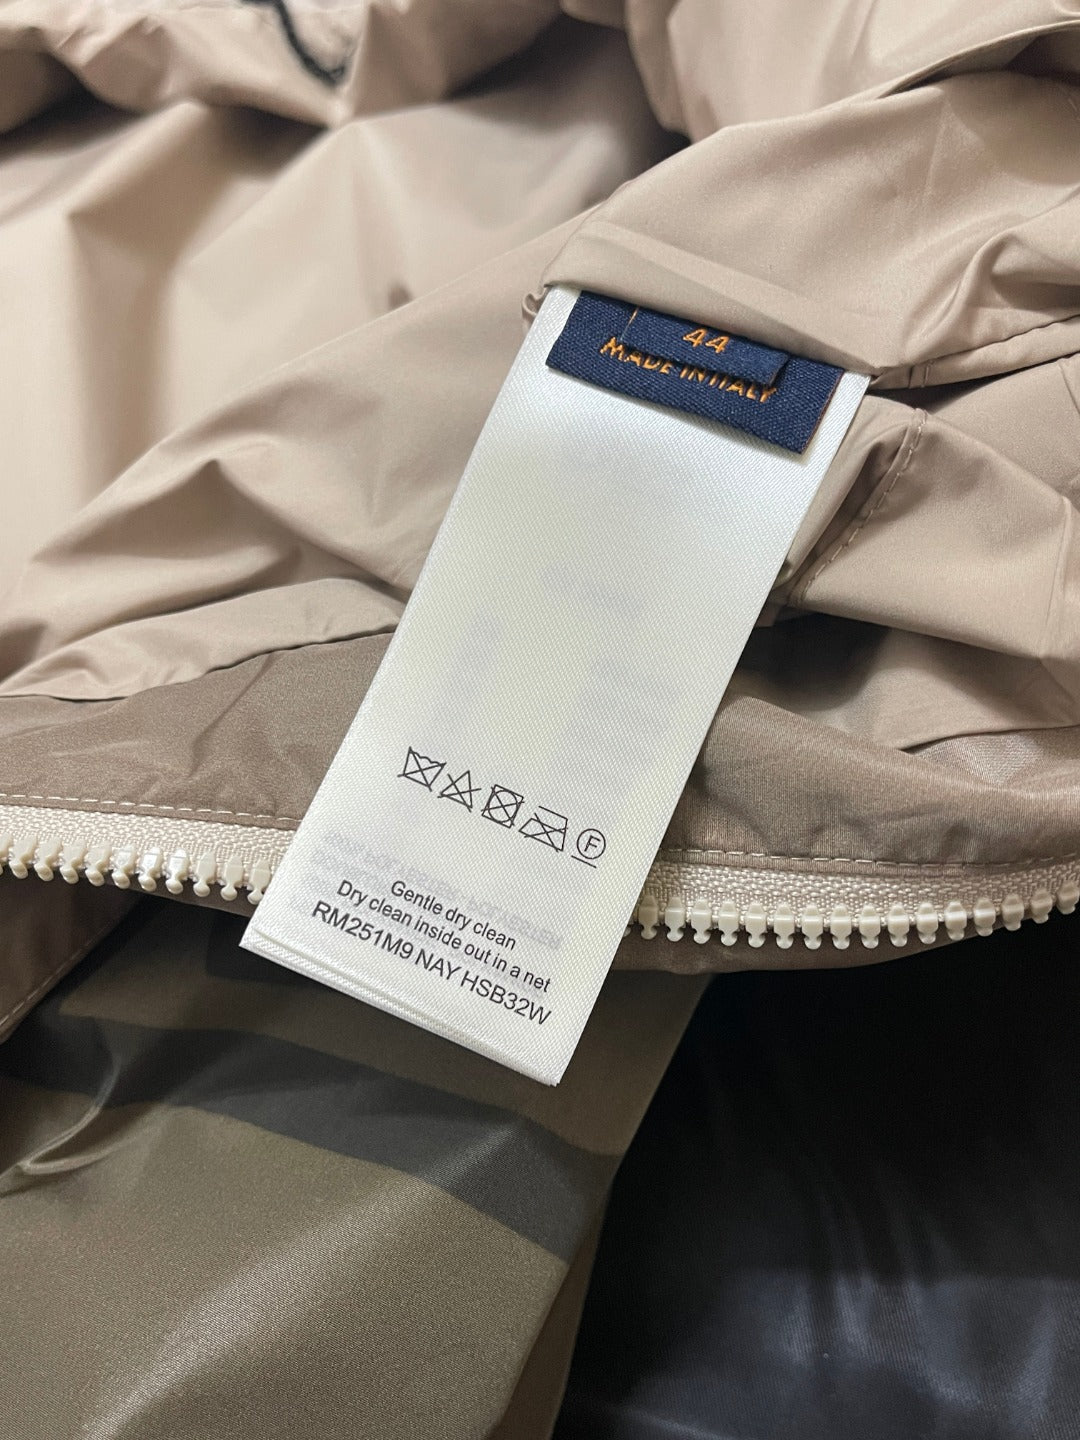 44
MADE IN ITALY
F
Gentle dry clean
Dry clean inside out in a net
RM251M9 NAY HSB32W